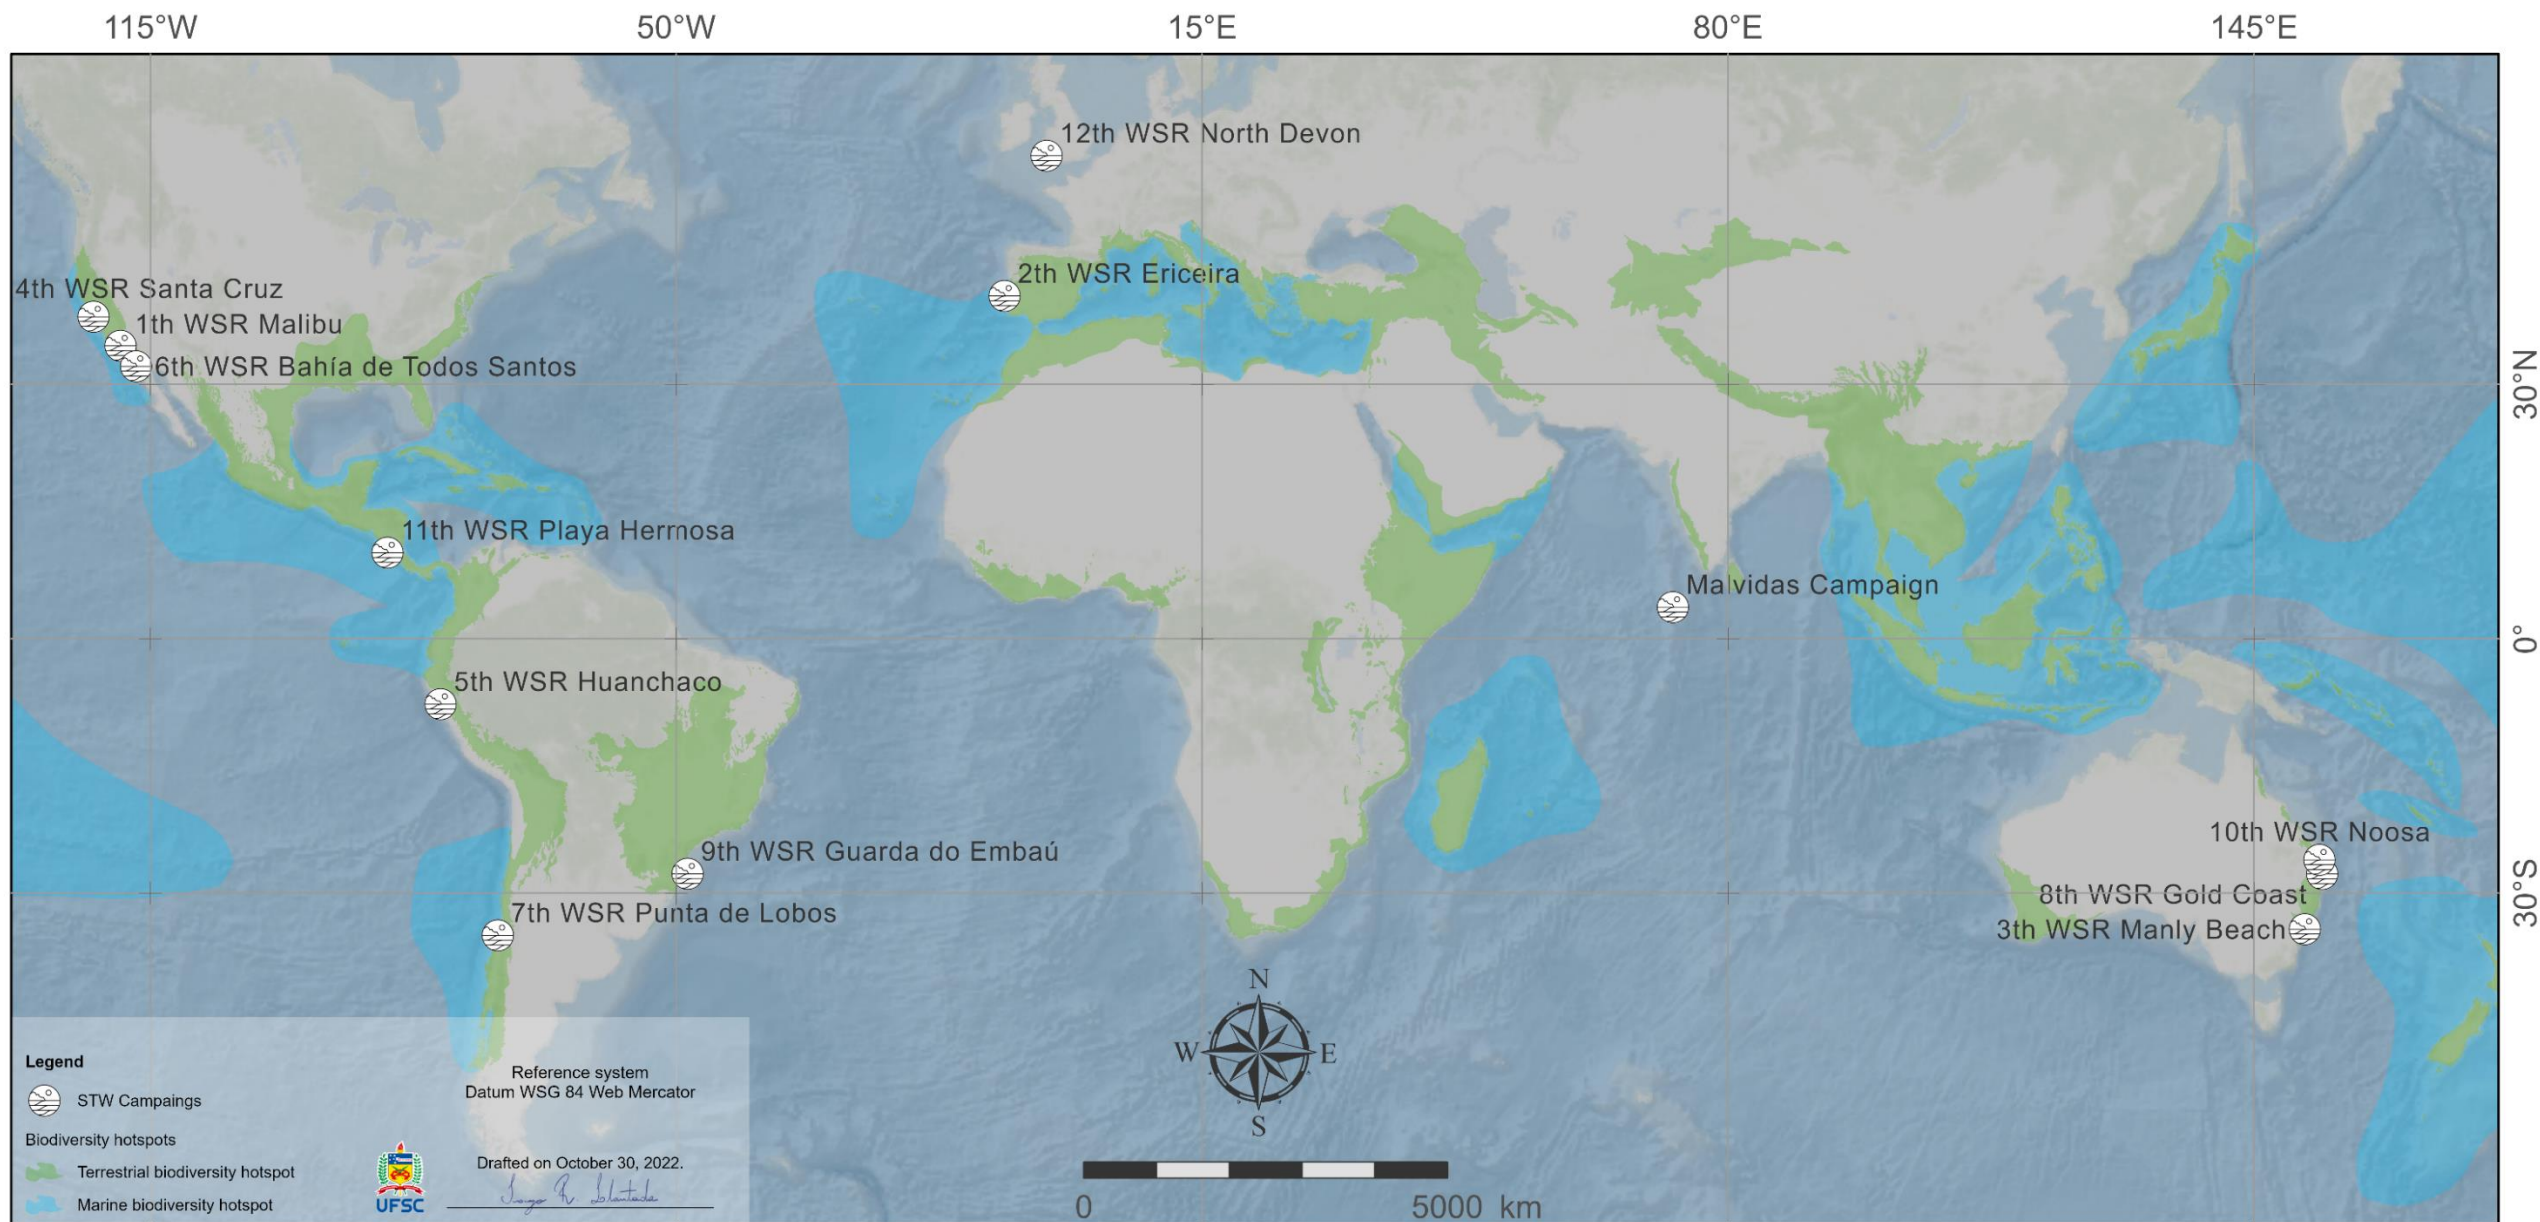 115°W 50°W 15°E 80°E 145°E
12th WSR North Devon
2th WSR Ericeira
4th WSR Santa Cruz
1th WSR Malibu
6th WSR Bahía de Todos Santos
30°N
11th WSR Playa Hermosa
Malvidas Campaign
0°
5th WSR Huanchaco
10th WSR Noosa
9th WSR Guarda do Embaú
8th WSR Gold Coast
30°S
7th WSR Punta de Lobos
3th WSR Manly Beach
N
W E
S
Legend
STW Campaings
Biodiversity hotspots
Terrestrial biodiversity hotspot
Marine biodiversity hotspot
Reference system
Datum WSG 84 Web Mercator
UFSC
Drafted on October 30, 2022.
0 5000 km